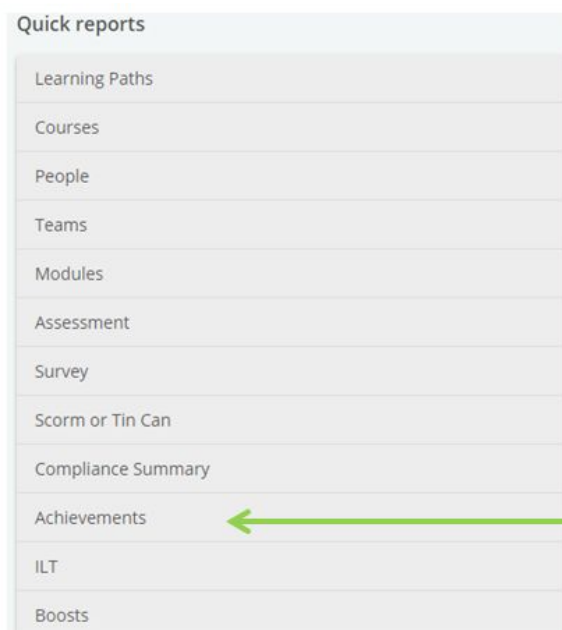 Quick reports
Learning Paths
Courses
People
Teams
Modules
Assessment
Survey
Scorm or Tin Can
Compliance Summary
Achievements
ILT
Boosts